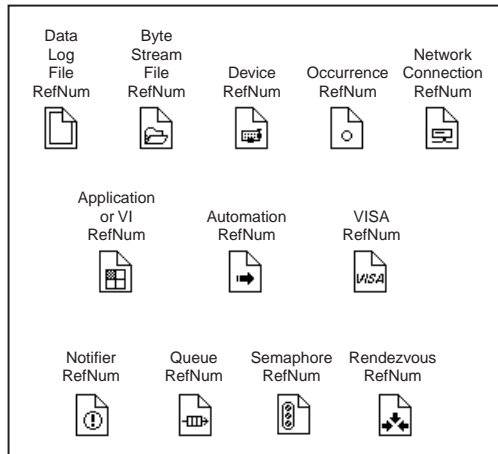 Data Log File RefNum
Byte Stream File RefNum
Device RefNum
Occurrence RefNum
Network Connection RefNum
Application or VI RefNum
Automation RefNum
VISA RefNum
VISA
Notifier RefNum
Queue RefNum
Semaphore RefNum
Rendezvous RefNum